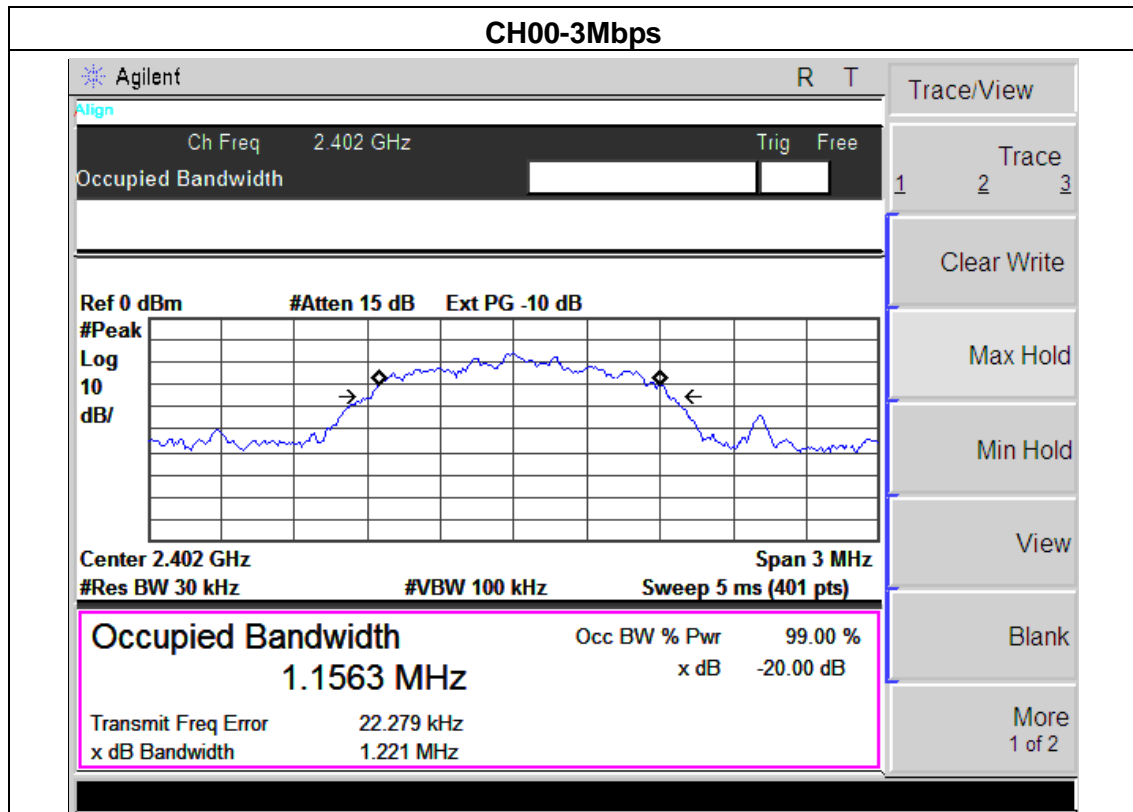 CH00-3Mbps
Agilent R T
Align
Ch Freq 2.402 GHz Trig Free
Occupied Bandwidth
Ref 0 dBm #Atten 15 dB Ext PG -10 dB
#Peak
Log
10
dB/
Center 2.402 GHz Span 3 MHz
#Res BW 30 kHz #VBW 100 kHz Sweep 5 ms (401 pts)
Occupied Bandwidth Occ BW % Pwr 99.00 %
1.1563 MHz x dB -20.00 dB
Transmit Freq Error 22.279 kHz
x dB Bandwidth 1.221 MHz
Trace/View
Trace
1 2 3
Clear Write
Max Hold
Min Hold
View
Blank
More
1 of 2